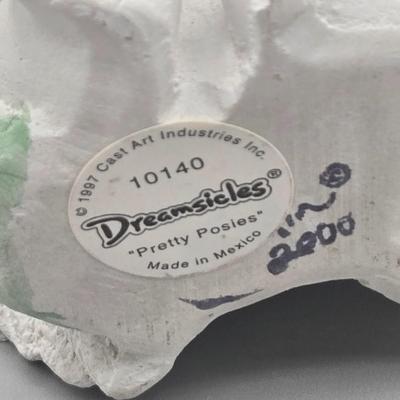 © 1997 Cast Art Industries Inc.
10140
Dreamsicles®
"Pretty Posies"
Made in Mexico
©
2000